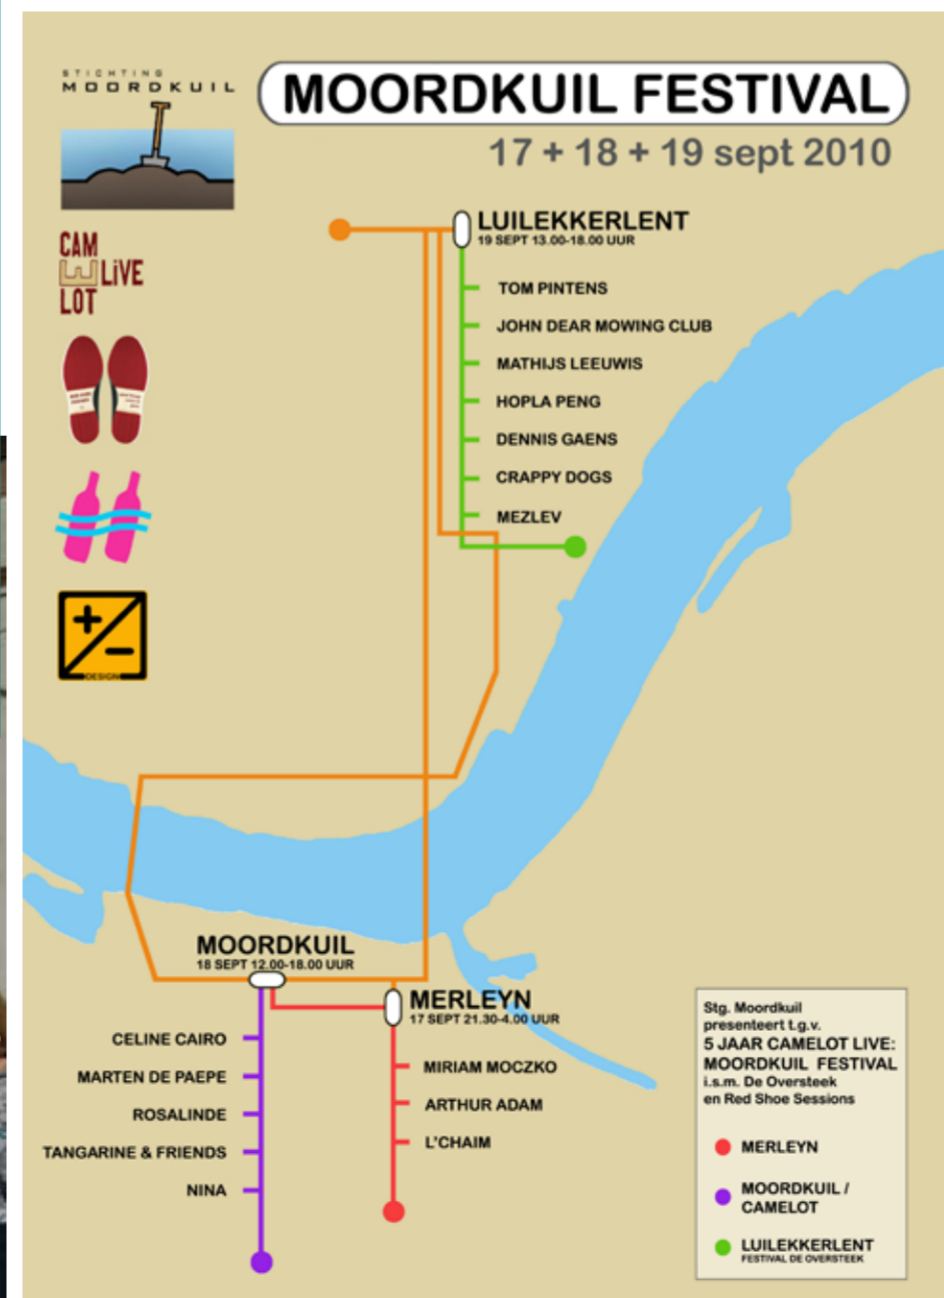 STICHTING
MOORDKUIL
MOORDKUIL FESTIVAL
17 + 18 + 19 sept 2010
CAM
E LiVE
LOT
+
-
DESIGN
LUILEKKERLENT
19 SEPT 13.00-18.00 UUR
TOM PINTENS
JOHN DEAR MOWING CLUB
MATHIJS LEEUWIS
HOPLA PENG
DENNIS GAENS
CRAPPY DOGS
MEZLEV
MOORDKUIL
18 SEPT 12.00-18.00 UUR
CELINE CAIRO
MARTEN DE PAEPE
ROSALINDE
TANGARINE & FRIENDS
NINA
MERLEYN
17 SEPT 21.30-4.00 UUR
MIRIAM MOCZKO
ARTHUR ADAM
L'CHAIM
Stg. Moordkuil
presenteert t.g.v.
5 JAAR CAMELOT LIVE:
MOORDKUIL FESTIVAL
i.s.m. De Oversteek
en Red Shoe Sessions
MERLEYN
MOORDKUIL /
CAMELOT
LUILEKKERLENT
FESTIVAL DE OVERSTEEK